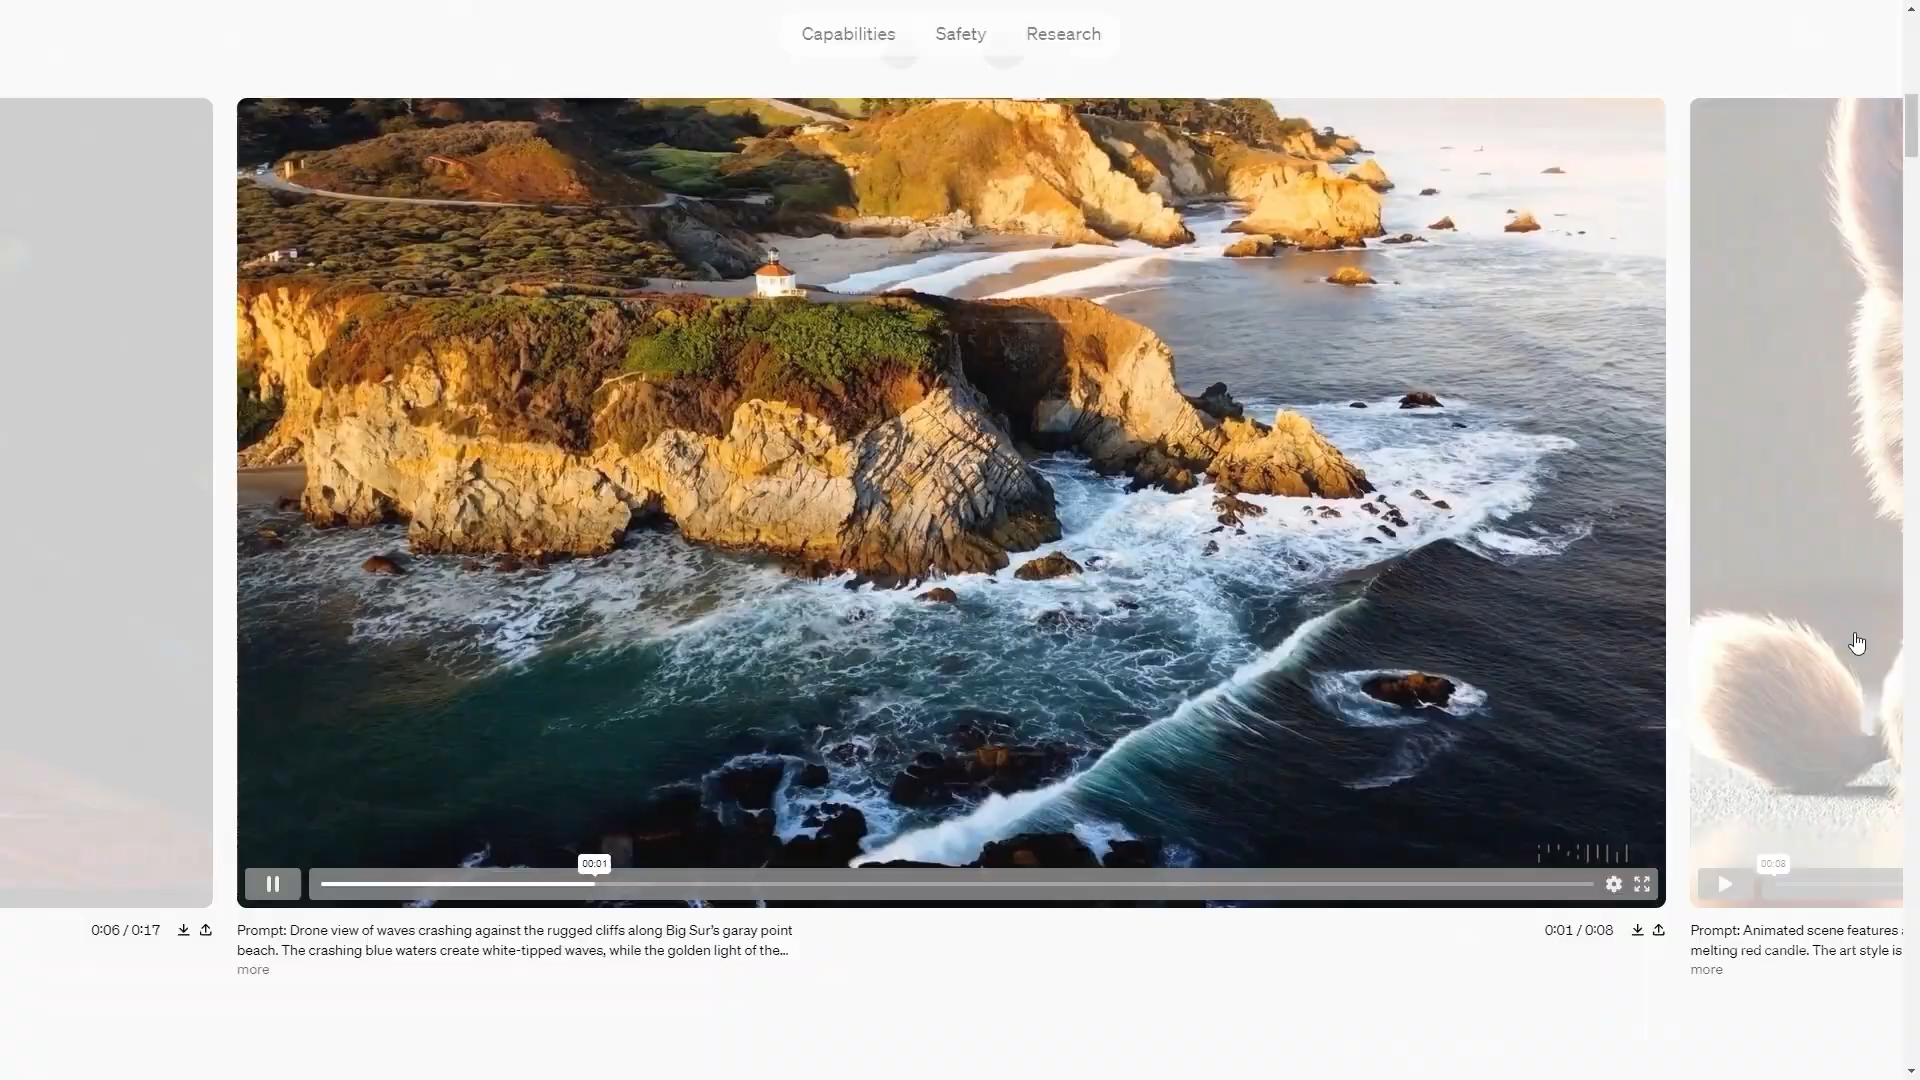 Capabilities Safety Research
00:01
00:08
0:06 / 0:17
Prompt: Drone view of waves crashing against the rugged cliffs along Big Sur's garay point
beach. The crashing blue waters create white-tipped waves, while the golden light of the...
more
0:01 / 0:08
Prompt: Animated scene features
melting red candle. The art style is
more